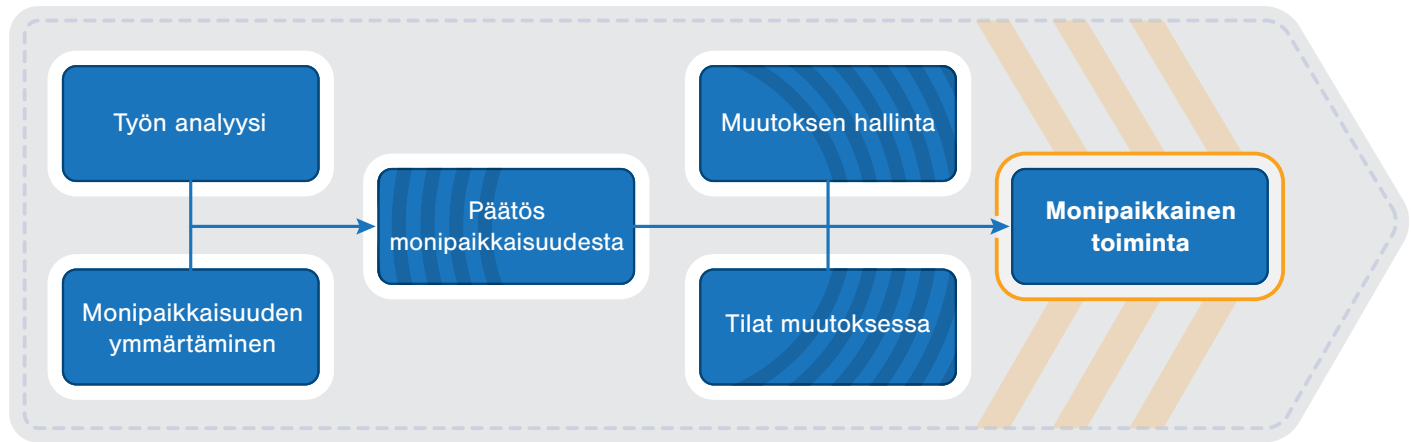 Työn analyysi
Monipaikkaisuuden
ymmärtäminen
Päätös
monipaikkaisuudesta
Muutoksen hallinta
Tilat muutoksessa
Monipaikkainen
toiminta